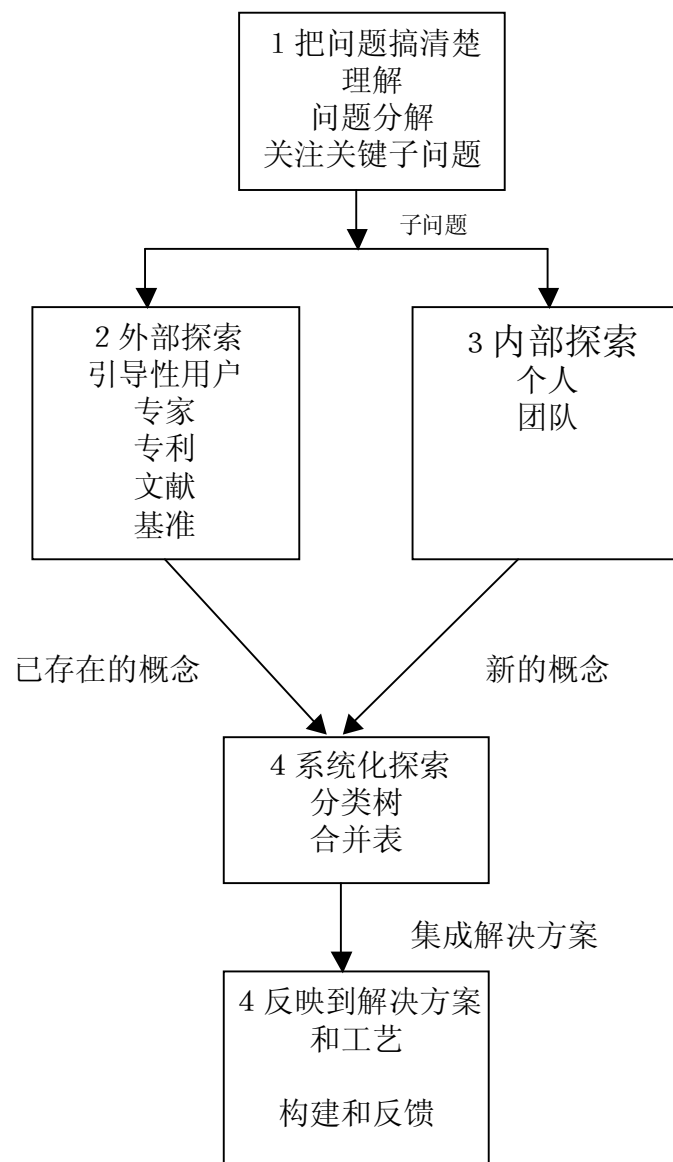 1 把问题搞清楚
理解
问题分解
关注关键子问题
子问题
2 外部探索
引导性用户
专家
专利
文献
基准
3 内部探索
个人
团队
已存在的概念
新的概念
4 系统化探索
分类树
合并表
集成解决方案
4 反映到解决方案
和工艺
构建和反馈